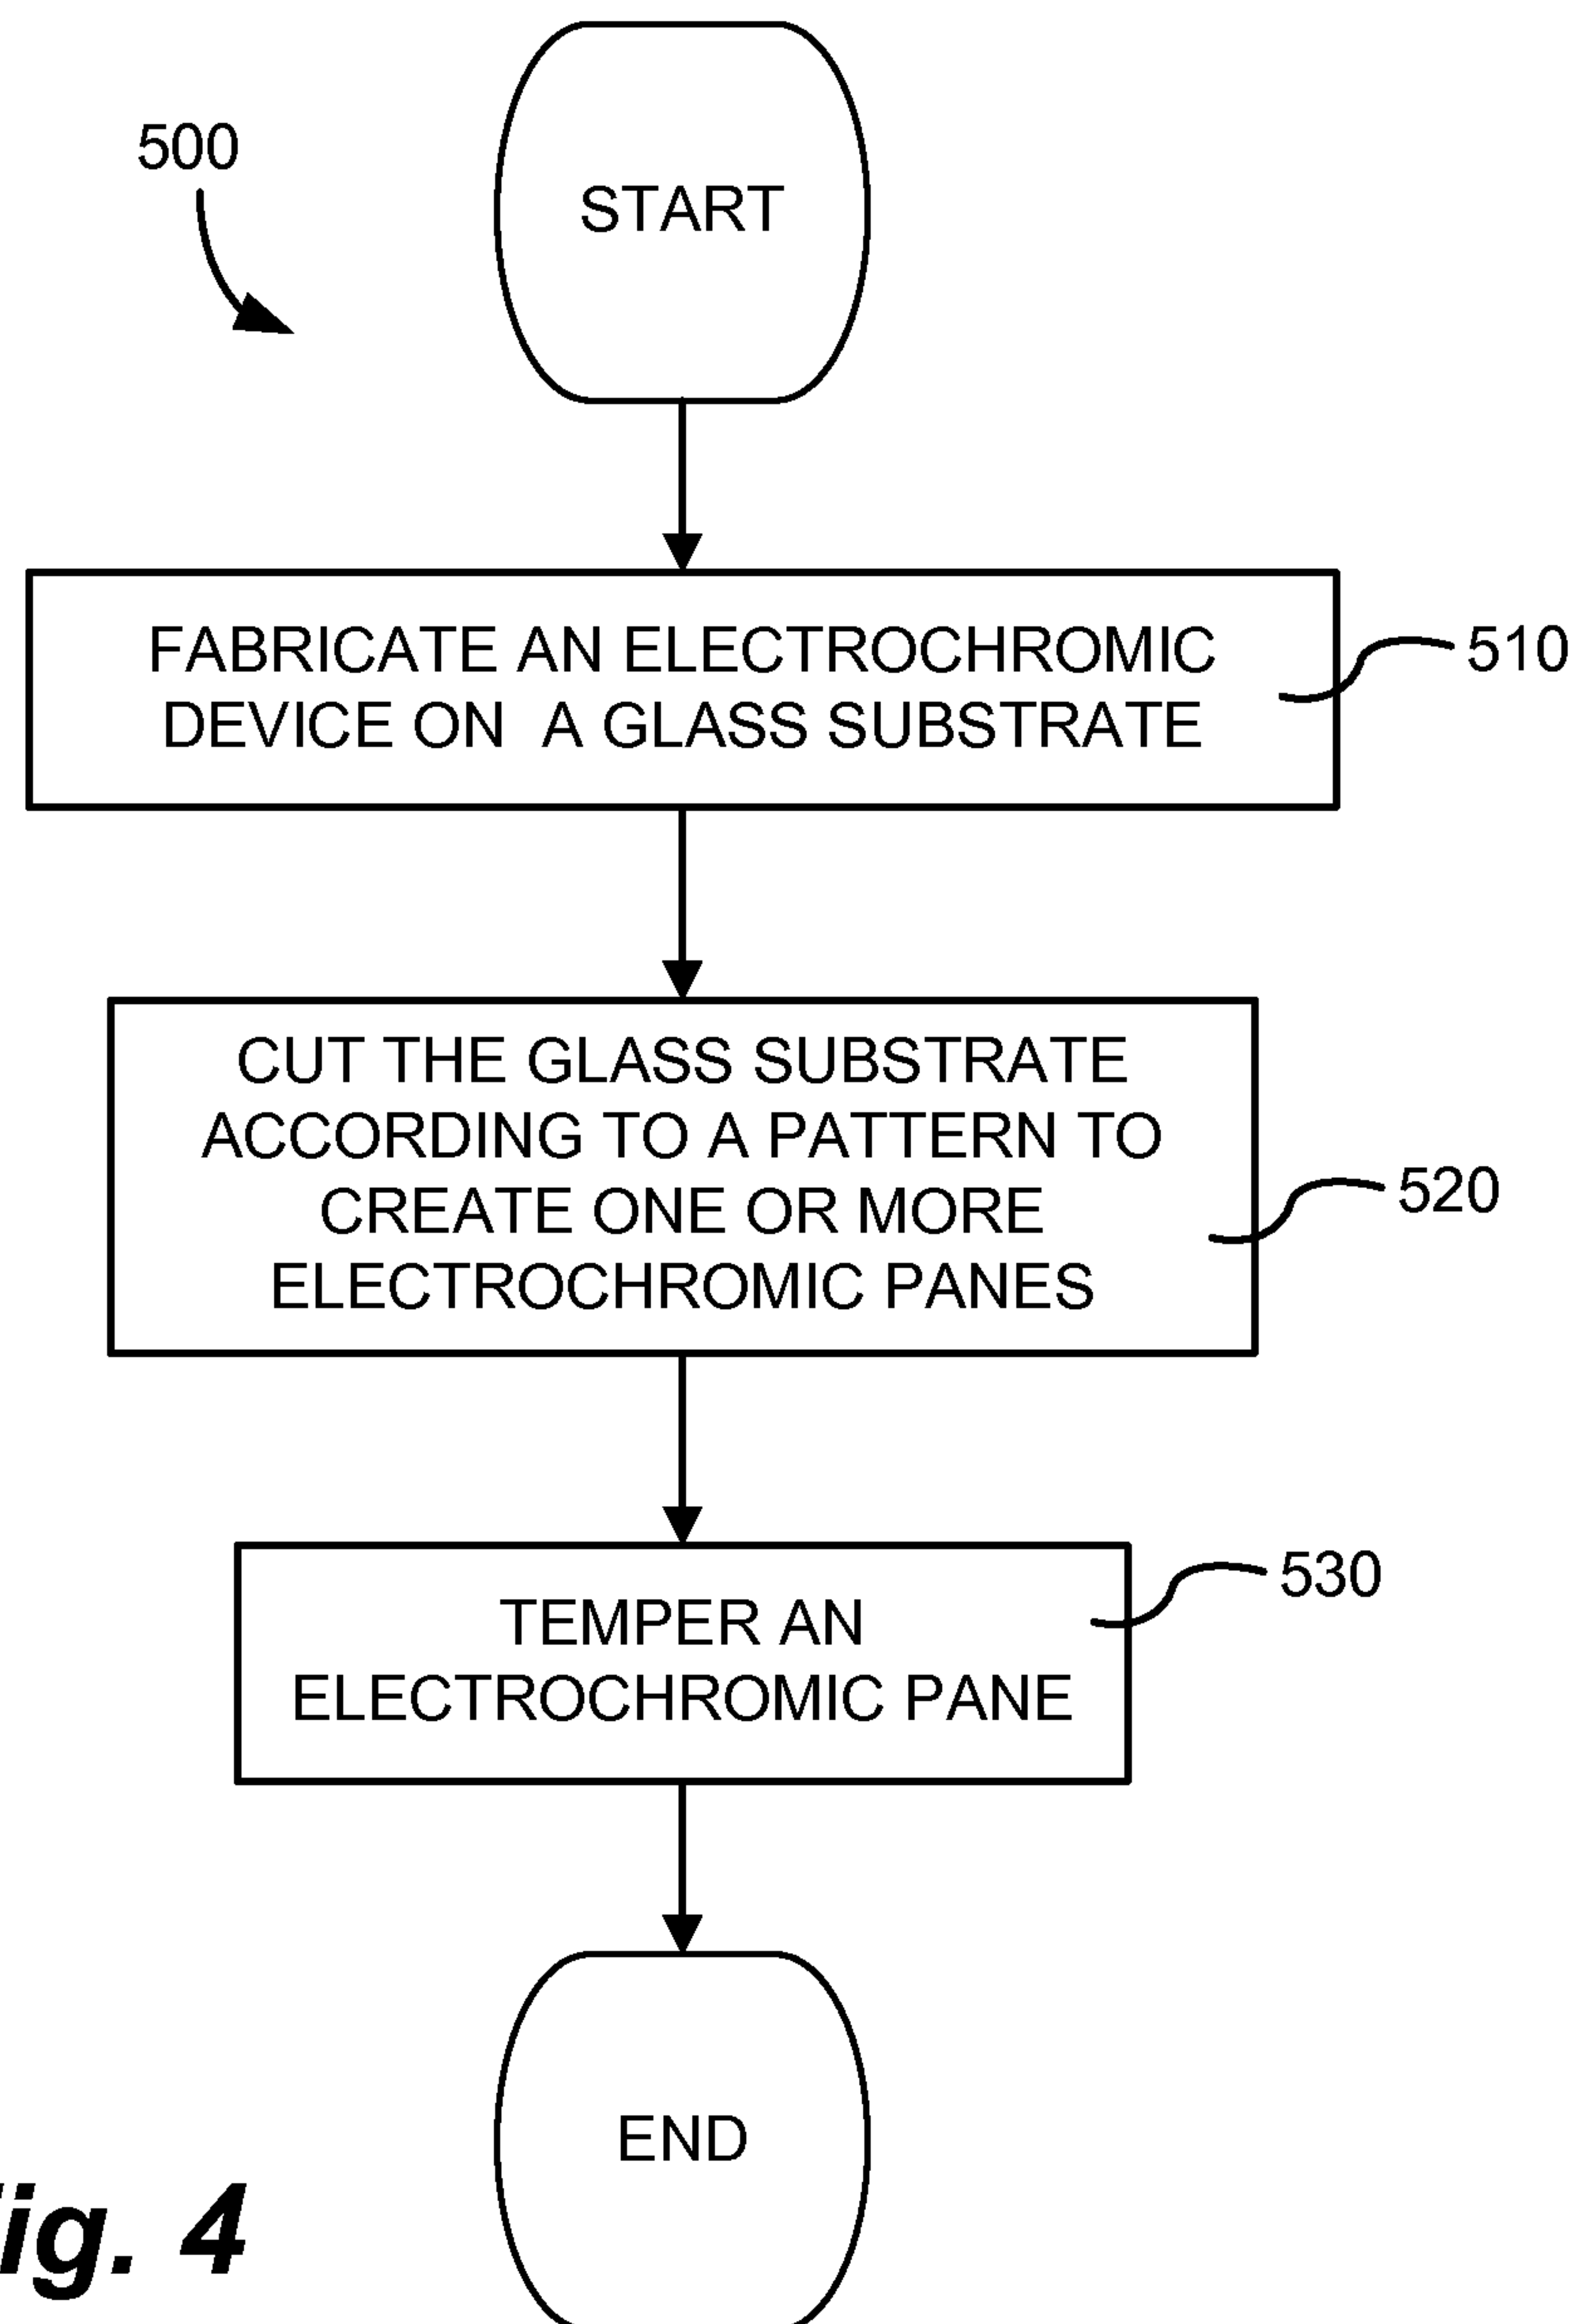 500
START
FABRICATE AN ELECTROCHROMIC
DEVICE ON A GLASS SUBSTRATE
510
CUT THE GLASS SUBSTRATE
ACCORDING TO A PATTERN TO
CREATE ONE OR MORE
ELECTROCHROMIC PANES
520
TEMPER AN
ELECTROCHROMIC PANE
530
END
ig. 4